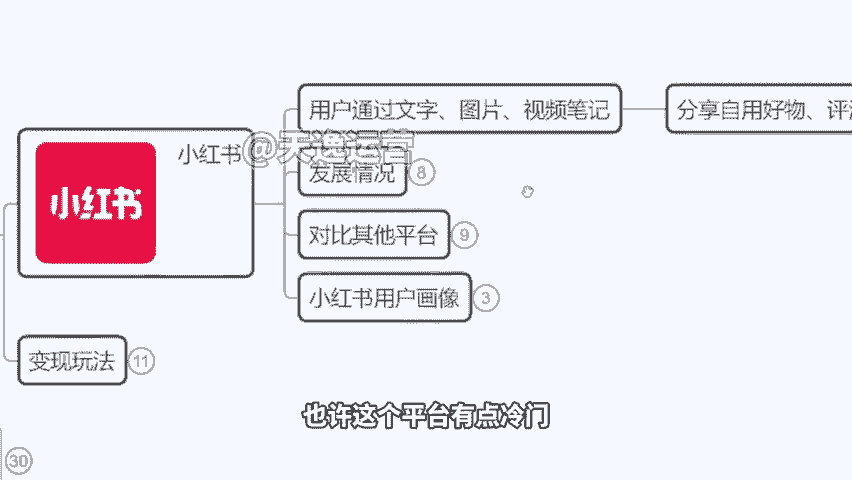 用户通过文字、图片、视频笔记
分享自用好物、评
小红书
@天逸运营
小红书
发展情况
8
对比其他平台
9
小红书用户画像
3
变现玩法
11
也许这个平台有点冷门
30